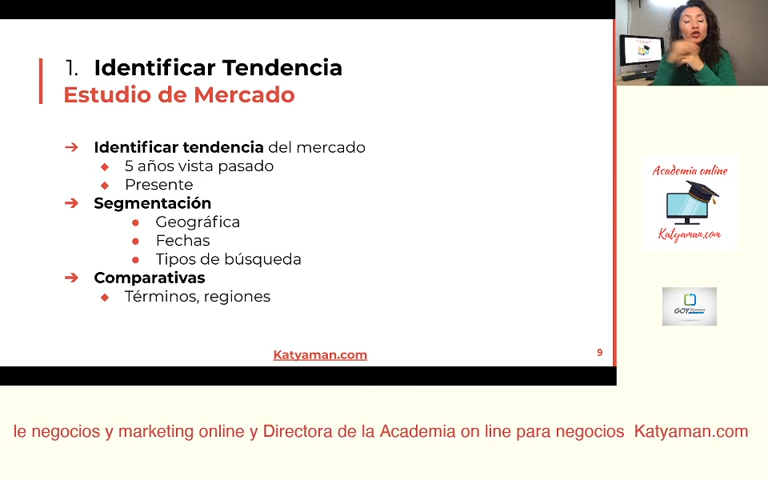 1. Identificar Tendencia
Estudio de Mercado
➔ Identificar tendencia del mercado
◆ 5 años vista pasado
◆ Presente
➔ Segmentación
● Geográfica
● Fechas
● Tipos de búsqueda
➔ Comparativas
◆ Términos, regiones
Katyaman.com
9
Academia online
Katyaman.com
le negocios y marketing online y Directora de la Academia on line para negocios Katyaman.com